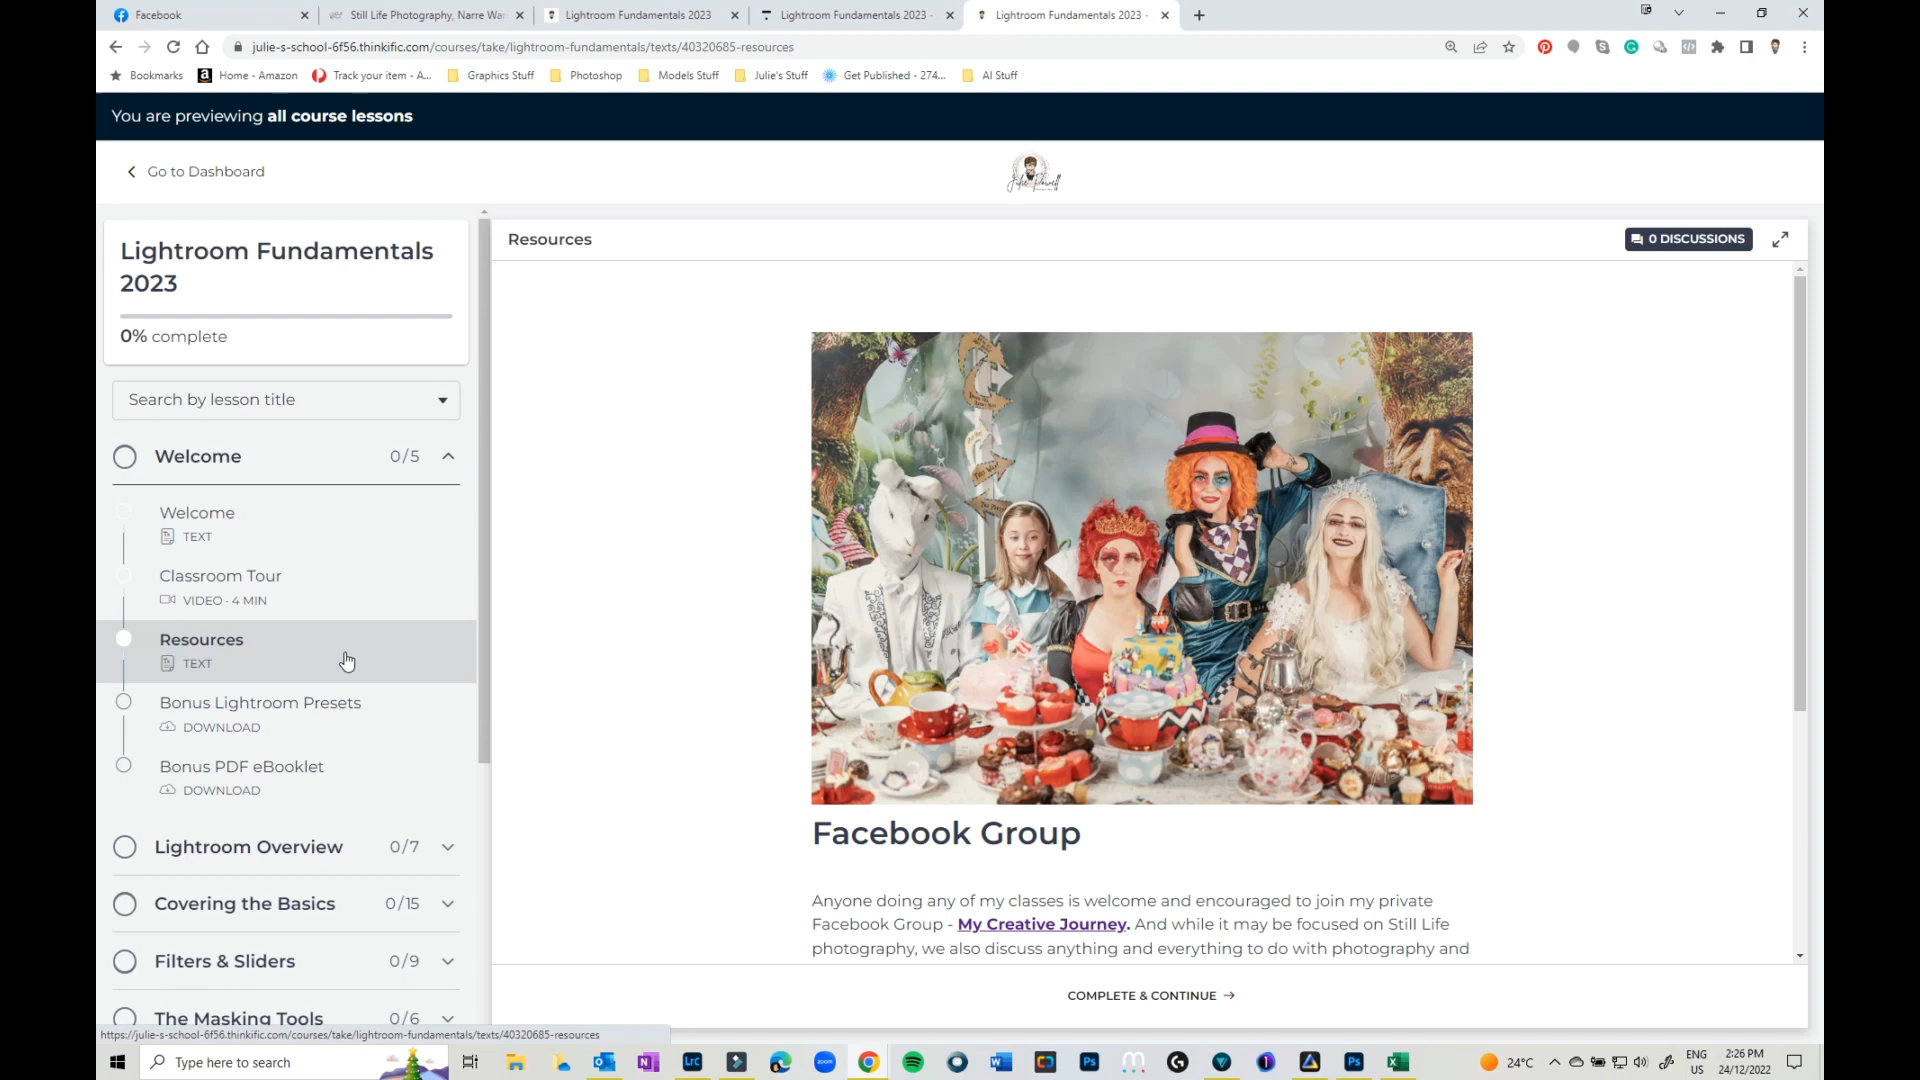 Facebook
Still Life Photography, Narre War
Lightroom Fundamentals 2023
Lightroom Fundamentals 2023 -
Lightroom Fundamentals 2023 -
julie-s-school-6f56.thinkific.com/courses/take/lightroom-fundamentals/texts/40320685-resources
Bookmarks
Home - Amazon
Track your item - A...
Graphics Stuff
Photoshop
Models Stuff
Julie's Stuff
Get Published - 274...
AI Stuff
You are previewing all course lessons
Go to Dashboard
Julie Powell
Lightroom Fundamentals
2023
0% complete
Search by lesson title
Welcome 0/5
Welcome
TEXT
Classroom Tour
VIDEO · 4 MIN
Resources
TEXT
Bonus Lightroom Presets
DOWNLOAD
Bonus PDF eBooklet
DOWNLOAD
Lightroom Overview 0/7
Covering the Basics 0/15
Filters & Sliders 0/9
The Masking Tools 0/6
Resources
0 DISCUSSIONS
Facebook Group
Anyone doing any of my classes is welcome and encouraged to join my private
Facebook Group - My Creative Journey. And while it may be focused on Still Life
photography, we also discuss anything and everything to do with photography and
COMPLETE & CONTINUE →
https://julie-s-school-6f56.thinkific.com/courses/take/lightroom-fundamentals/texts/40320685-resources
Type here to search
LrC
zoom
Ps
Ps
24°C
ENG
US
2:26 PM
24/12/2022